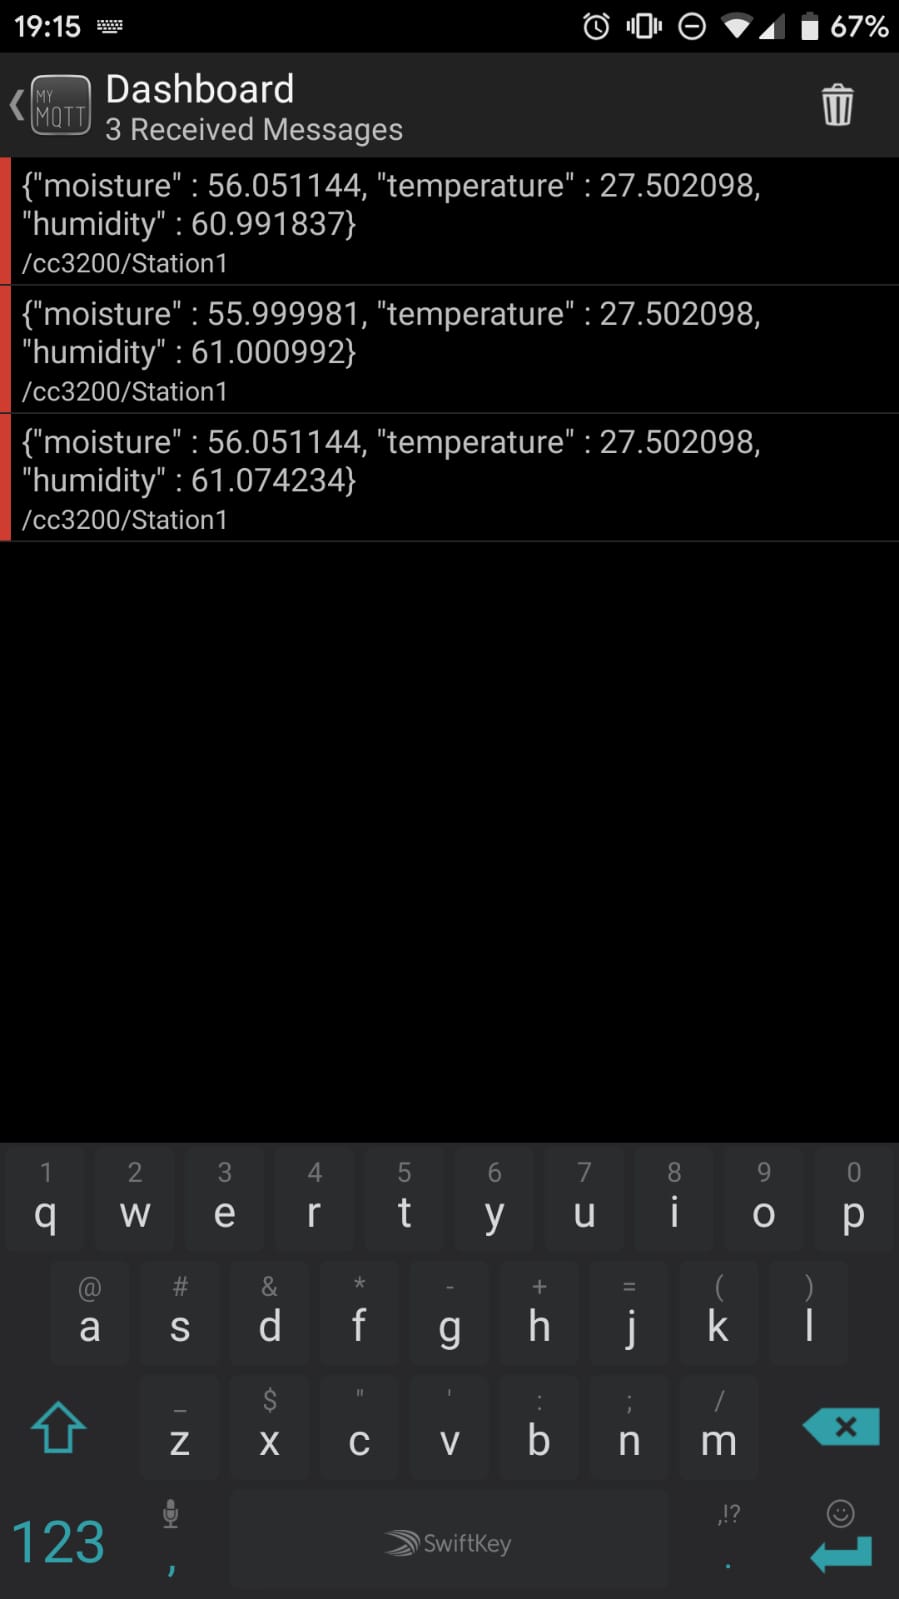 19:15 67%
MY
MQTT
Dashboard
3 Received Messages
{"moisture" : 56.051144, "temperature" : 27.502098,
"humidity" : 60.991837}
/cc3200/Station1
{"moisture" : 55.999981, "temperature" : 27.502098,
"humidity" : 61.000992}
/cc3200/Station1
{"moisture" : 56.051144, "temperature" : 27.502098,
"humidity" : 61.074234}
/cc3200/Station1
1 2 3 4 5 6 7 8 9 0
q w e r t y u i o p
@ # & * - + = ( )
a s d f g h j k l
_ $ " ' : ; /
z x c v b n m
,!?
123 , SwiftKey .